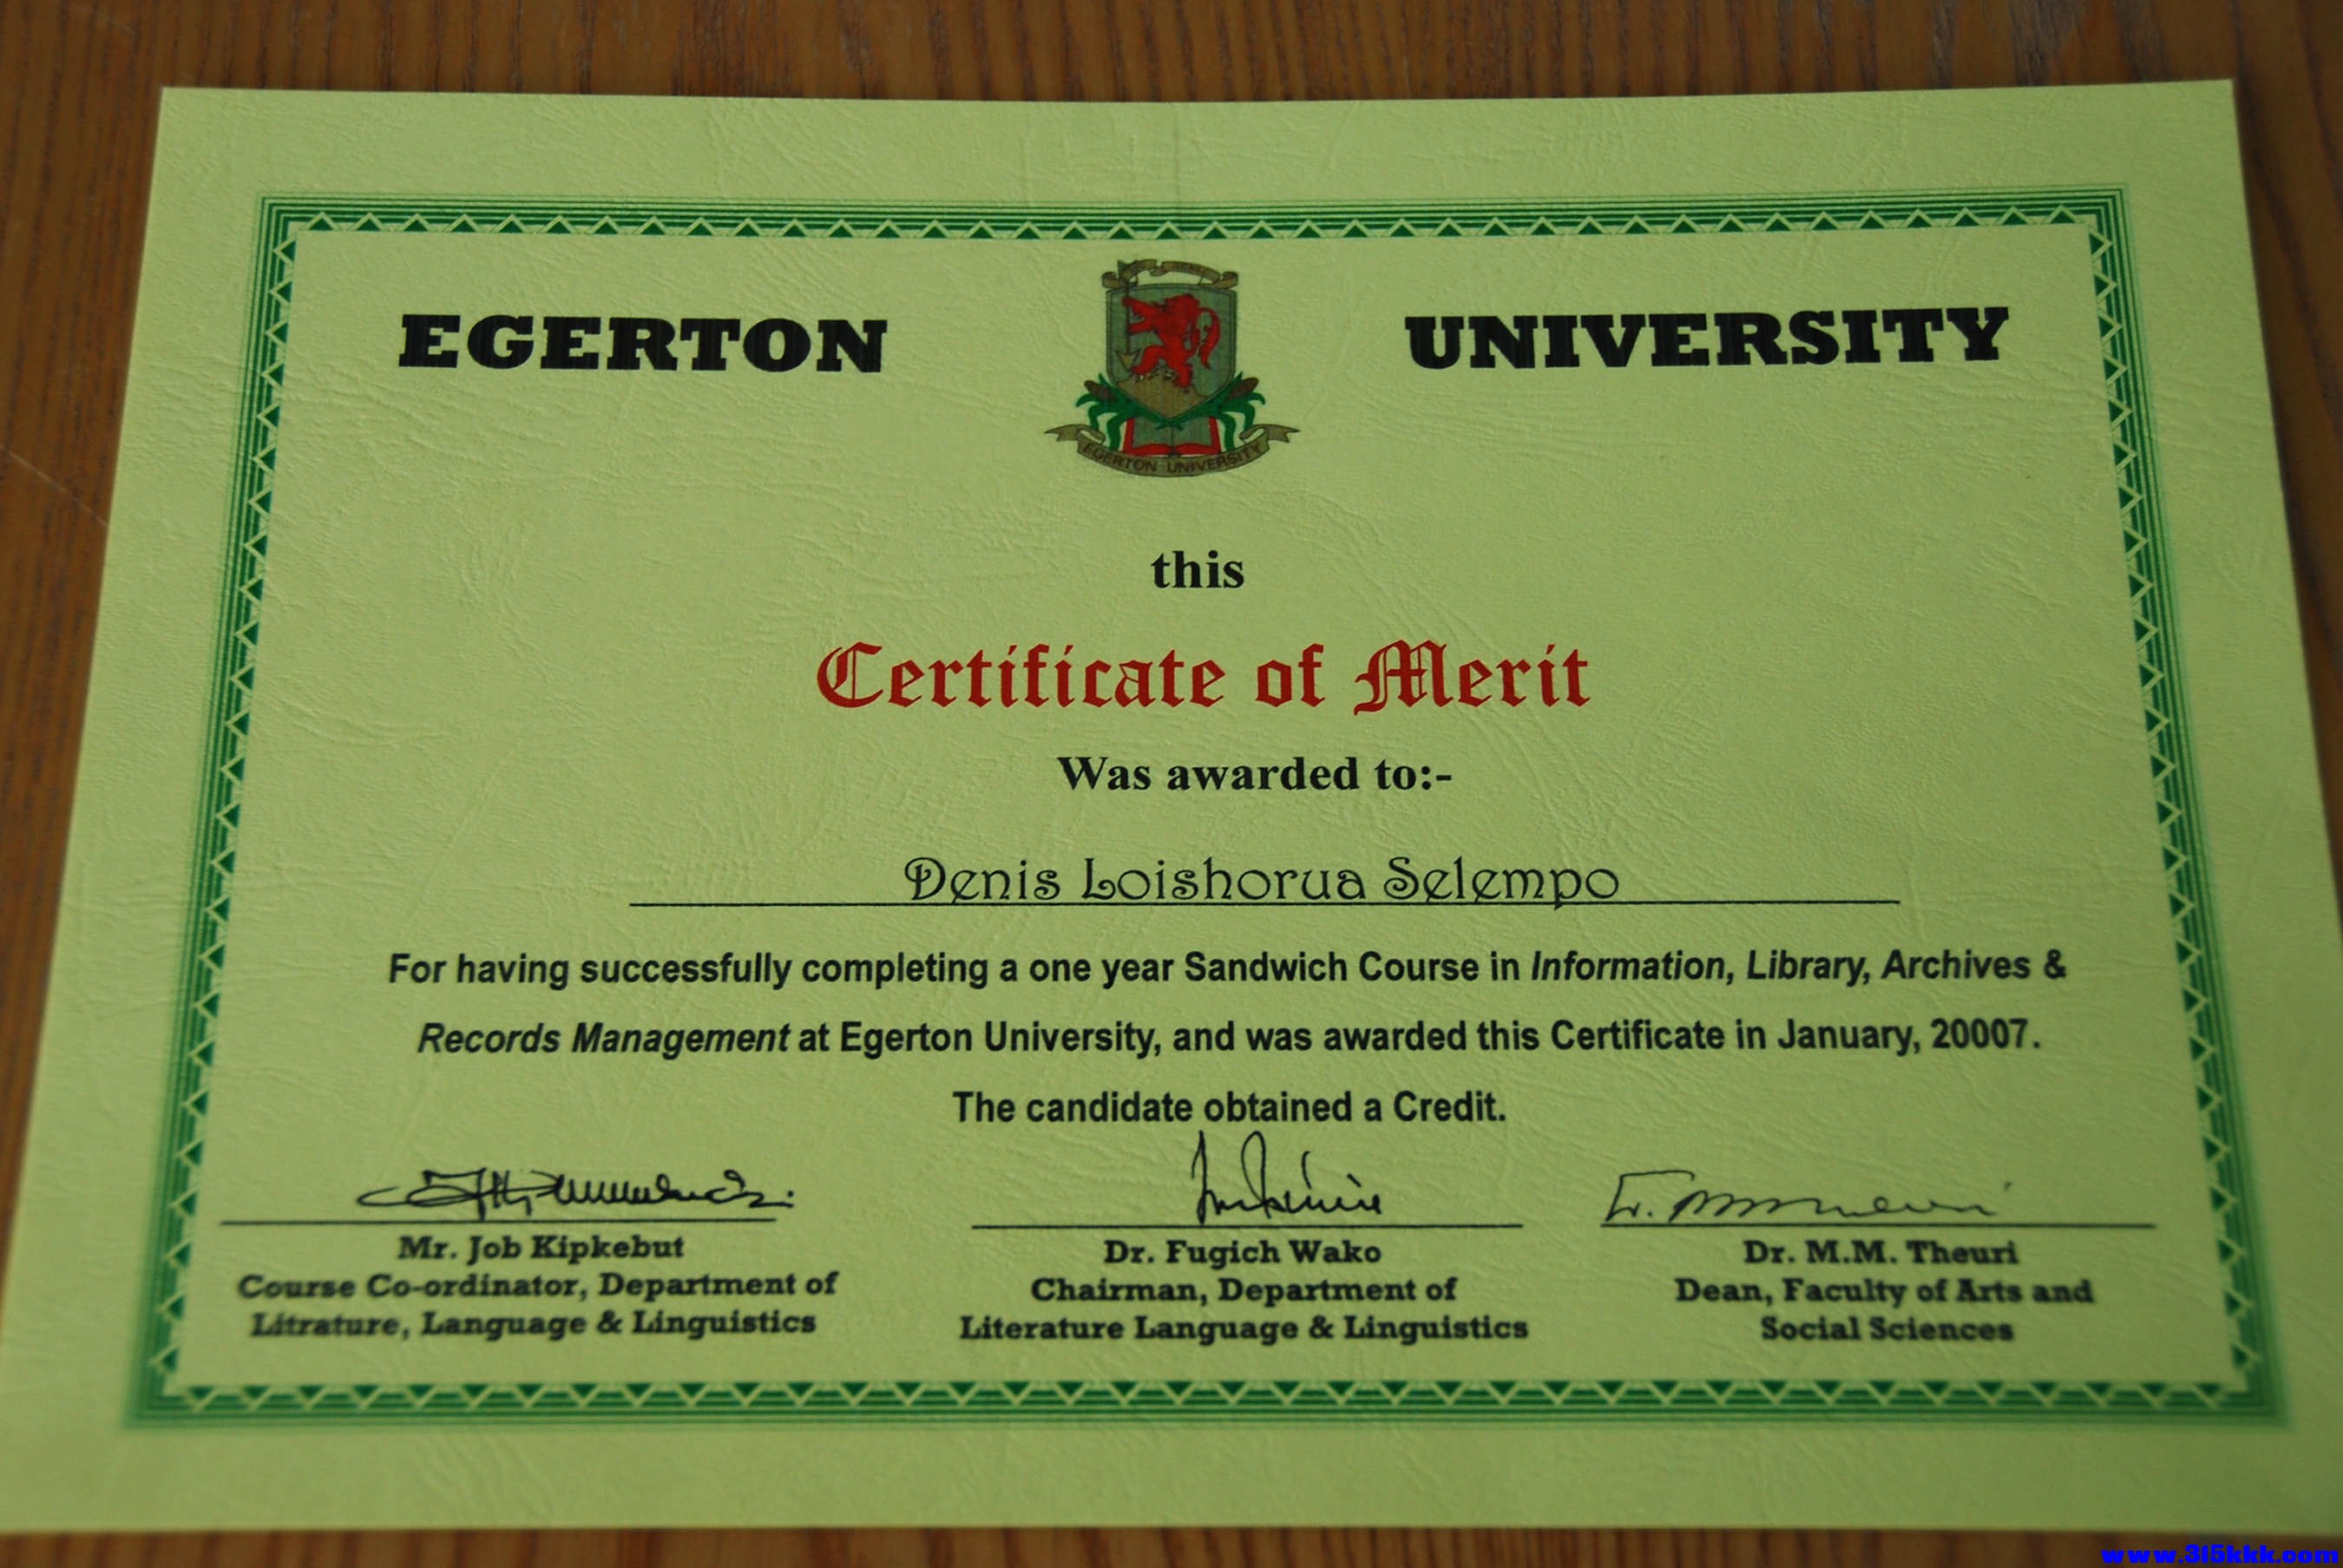 EGERTON UNIVERSITY
EGERTON UNIVERSITY
this
Certificate of Merit
Was awarded to:-
Denis Loishorua Selempo
For having successfully completing a one year Sandwich Course in Information, Library, Archives &
Records Management at Egerton University, and was awarded this Certificate in January, 20007.
The candidate obtained a Credit.
Mr. Job Kipkebut
Course Co-ordinator, Department of
Litrature, Language & Linguistics
Dr. Fugich Wako
Chairman, Department of
Literature Language & Linguistics
Dr. M.M. Theuri
Dean, Faculty of Arts and
Social Sciences
www.315kkk.com